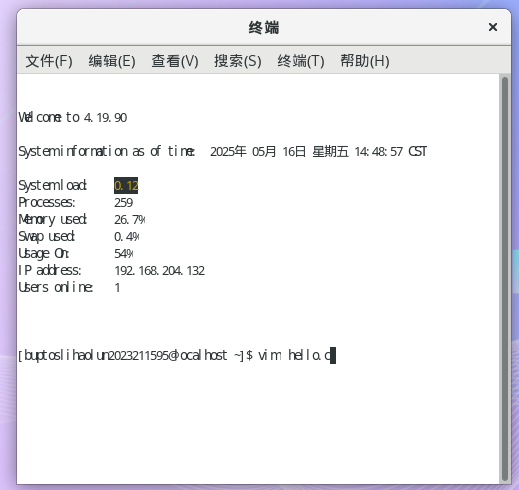 终端
文件(F) 编辑(E) 查看(V) 搜索(S) 终端(T) 帮助(H)
Welcome to 4.19.90
System information as of time: 2025年 05月 16日 星期五 14:48:57 CST
System load: 0.12
Processes: 259
Memory used: 26.7%
Swap used: 0.4%
Usage On: 54%
IP address: 192.168.204.132
Users online: 1
[buptoslihaolun2023211595@localhost ~]$ vim hello.c